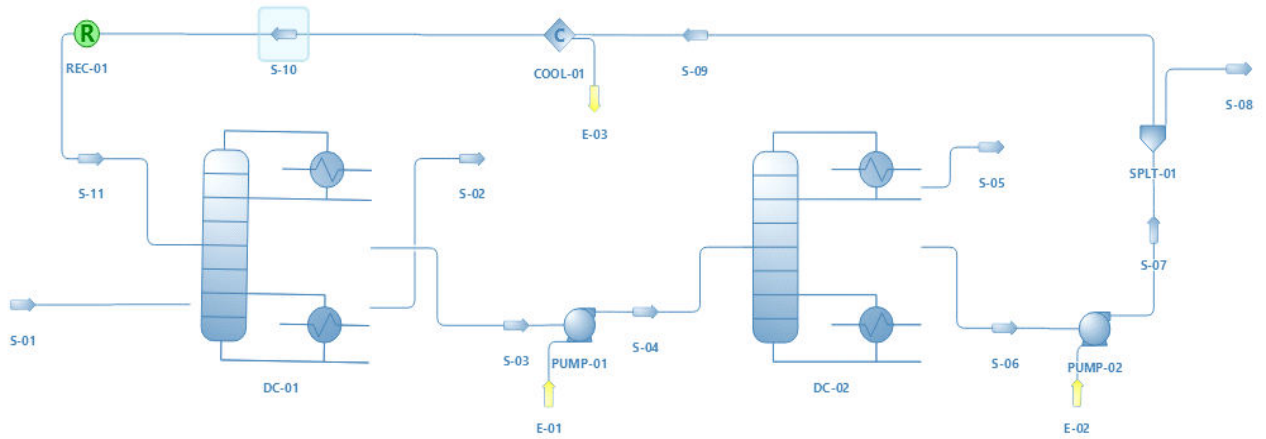 R
C
REC-01
S-10
COOL-01
S-09
S-08
E-03
S-11
S-02
S-05
SPLT-01
S-07
S-01
S-03
PUMP-01
S-04
S-06
PUMP-02
DC-01
DC-02
E-01
E-02